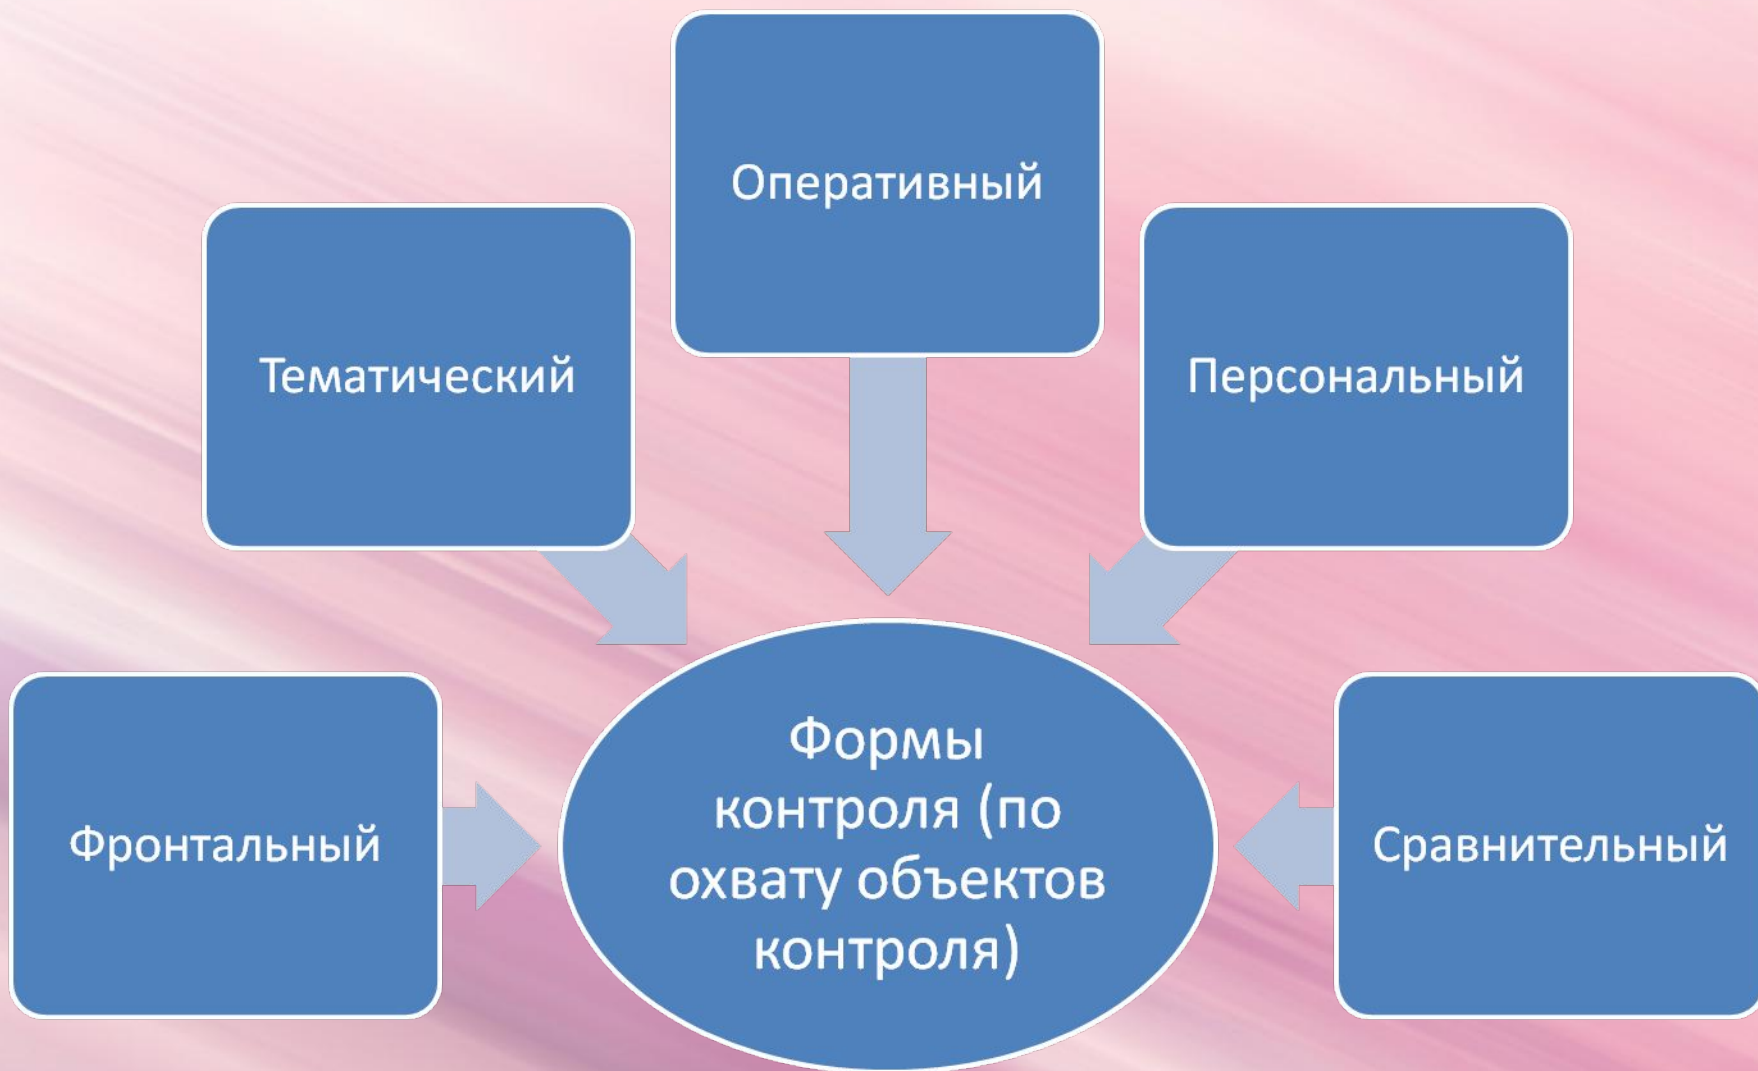 Оперативный
Тематический
Персональный
Фронтальный
Формы
контроля (по
охвату объектов
контроля)
Сравнительный